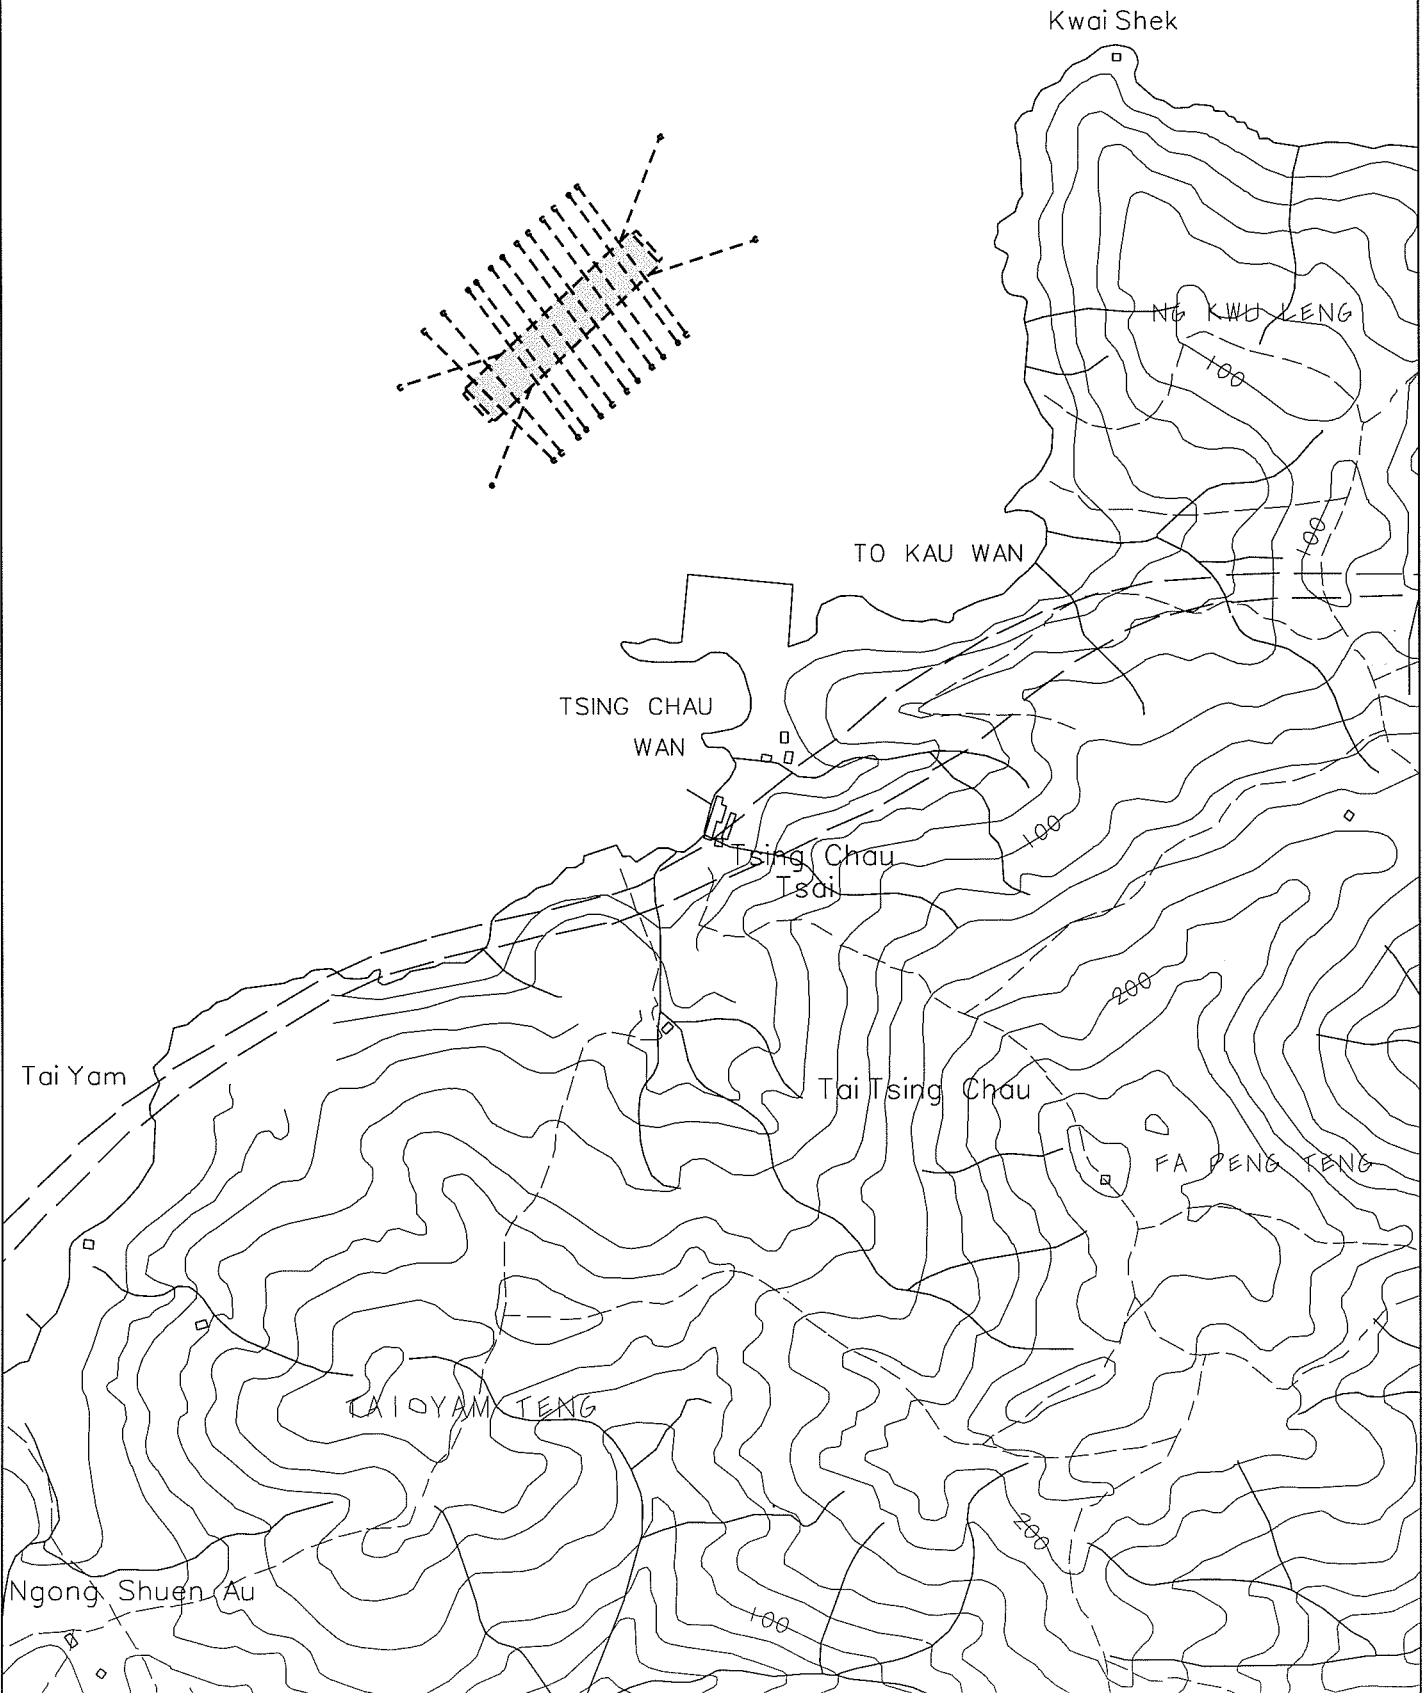 Kwai Shek
NG KWU LENG
100
100
TO KAU WAN
TSING CHAU
WAN
100
Tsing Chau
Tsai
200
Tai Yam
Tai Tsing Chau
FA PENG TENG
TAI YAM TENG
200
Ngong Shuen Au
100